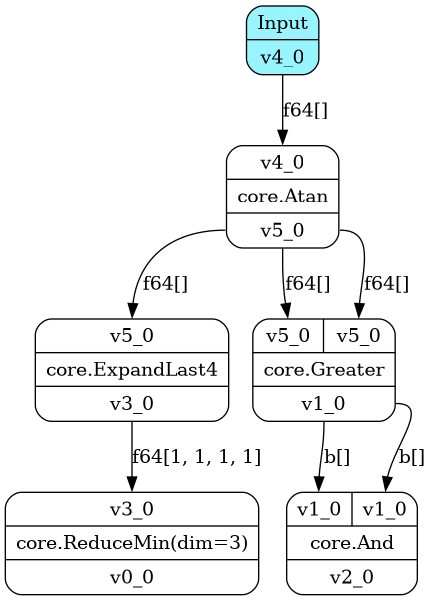 Input
v4_0
f64[]
v4_0
core.Atan
v5_0
f64[]
f64[]
f64[]
v5_0
core.ExpandLast4
v3_0
v5_0
v5_0
core.Greater
v1_0
f64[1, 1, 1, 1]
b[]
b[]
v3_0
core.ReduceMin(dim=3)
v0_0
v1_0
v1_0
core.And
v2_0